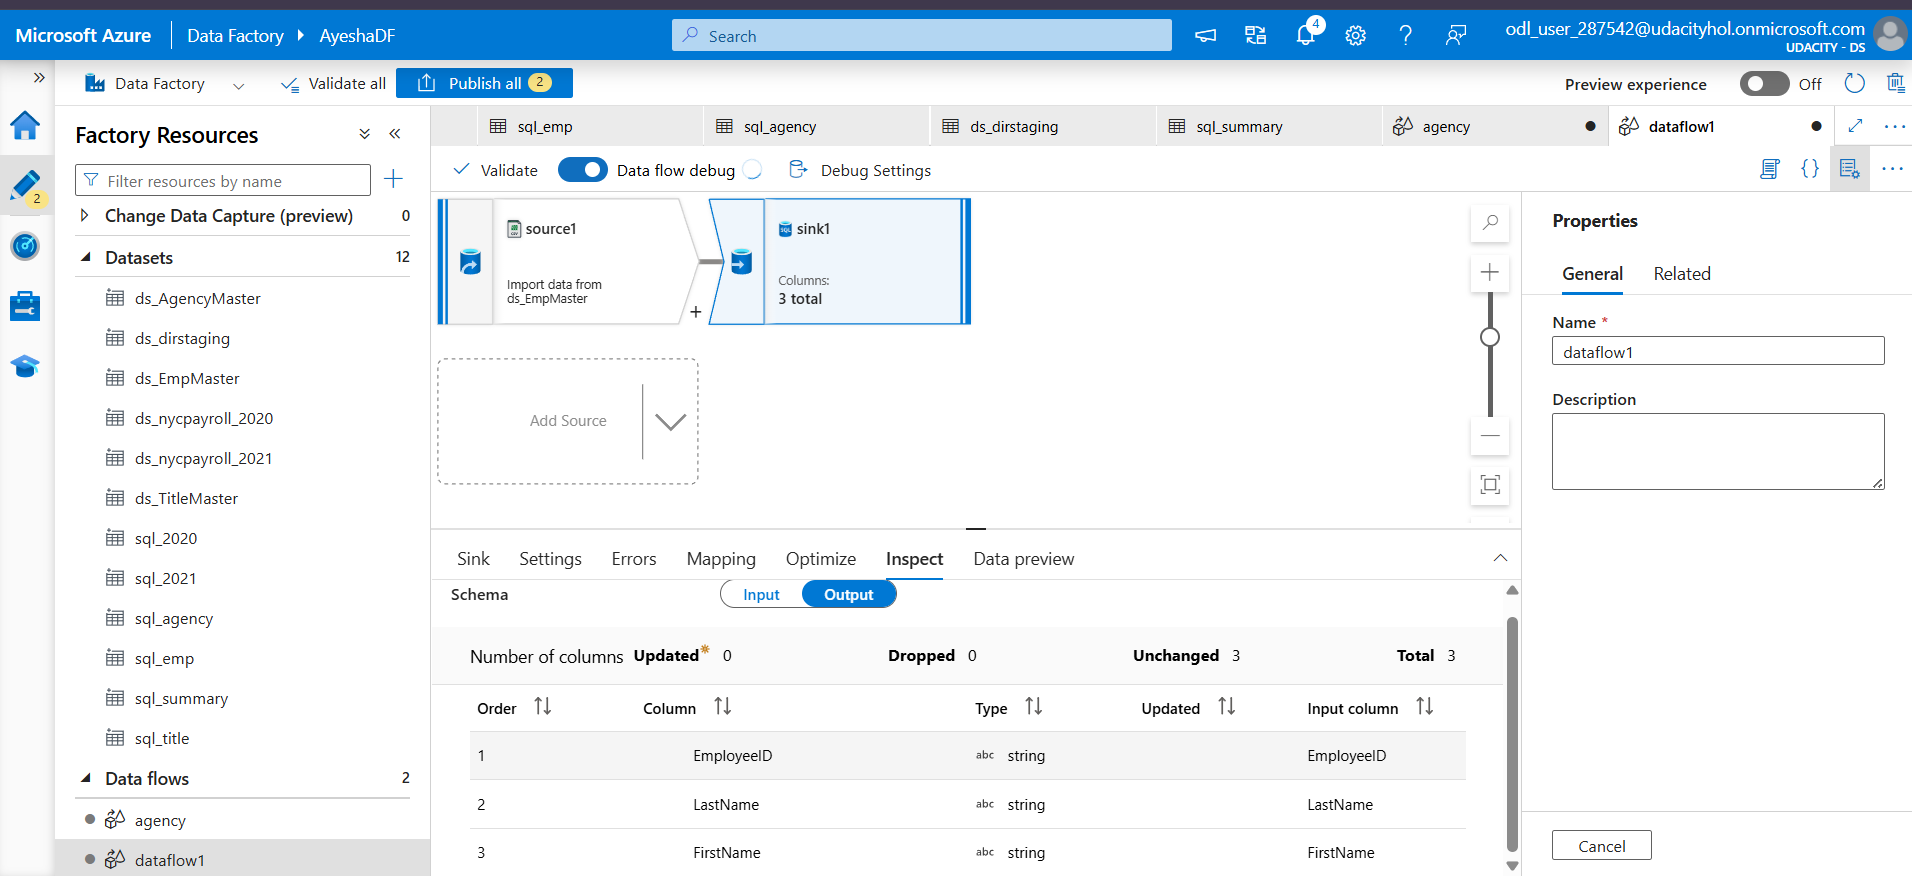 Microsoft Azure
Data Factory
AyeshaDF
Search
4
odl_user_287542@udacityhol.onmicrosoft.com
UDACITY - DS
Data Factory
Validate all
Publish all
2
Preview experience
Off
2
Factory Resources
Filter resources by name
Change Data Capture (preview) 0
Datasets 12
ds_AgencyMaster
ds_dirstaging
ds_EmpMaster
ds_nycpayroll_2020
ds_nycpayroll_2021
ds_TitleMaster
sql_2020
sql_2021
sql_agency
sql_emp
sql_summary
sql_title
Data flows 2
agency
dataflow1
sql_emp
sql_agency
ds_dirstaging
sql_summary
agency
dataflow1
Validate
Data flow debug
Debug Settings
source1
Import data from
ds_EmpMaster
+
SQL
sink1
Columns:
3 total
Add Source
Sink
Settings
Errors
Mapping
Optimize
Inspect
Data preview
Schema
Input
Output
Number of columns Updated* 0 Dropped 0 Unchanged 3 Total 3
Order Column Type Updated Input column
1 EmployeeID abc string EmployeeID
2 LastName abc string LastName
3 FirstName abc string FirstName
Properties
General
Related
Name *
dataflow1
Description
Cancel